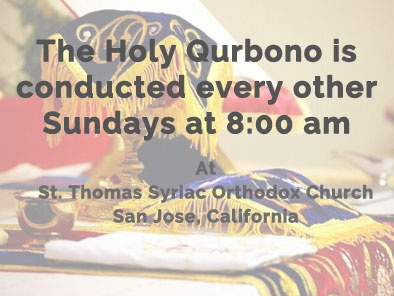 The Holy Qurbono is
conducted every other
Sundays at 8:00 am
At
St. Thomas Syriac Orthodox Church
San Jose, California